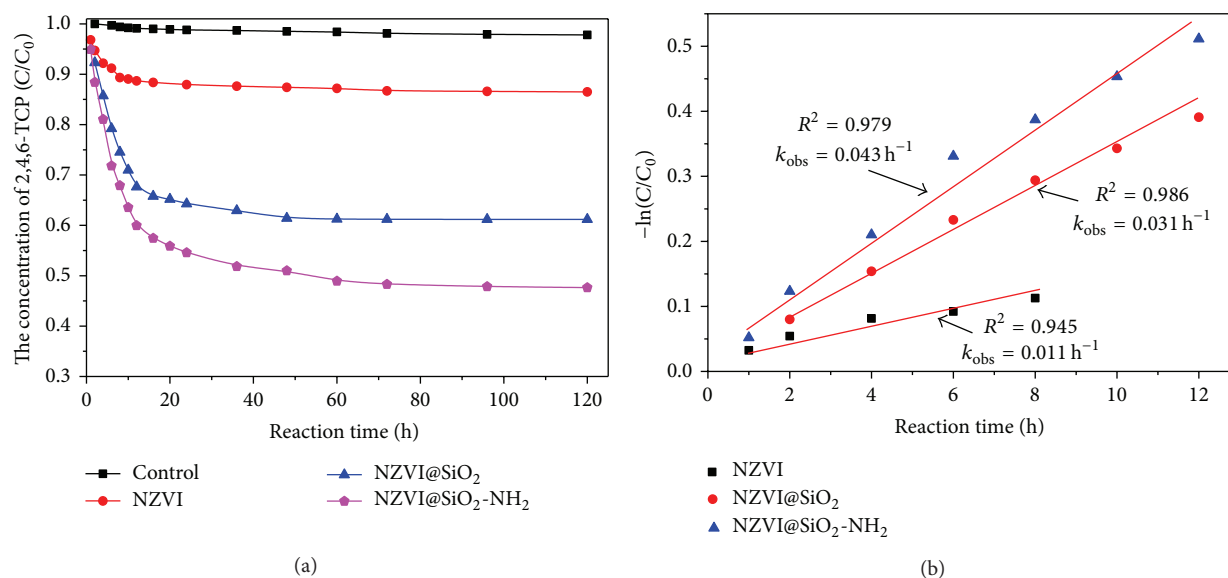 The concentration of 2,4,6-TCP (C/C₀)
1.0
0.9
0.8
0.7
0.6
0.5
0.4
0.3
0 20 40 60 80 100 120
Reaction time (h)
Control
NZVI
NZVI@SiO₂
NZVI@SiO₂-NH₂
(a)
−ln(C/C₀)
0.5
0.4
0.3
0.2
0.1
0.0
R² = 0.979
k_obs = 0.043 h⁻¹
R² = 0.986
k_obs = 0.031 h⁻¹
R² = 0.945
k_obs = 0.011 h⁻¹
0 2 4 6 8 10 12
Reaction time (h)
NZVI
NZVI@SiO₂
NZVI@SiO₂-NH₂
(b)